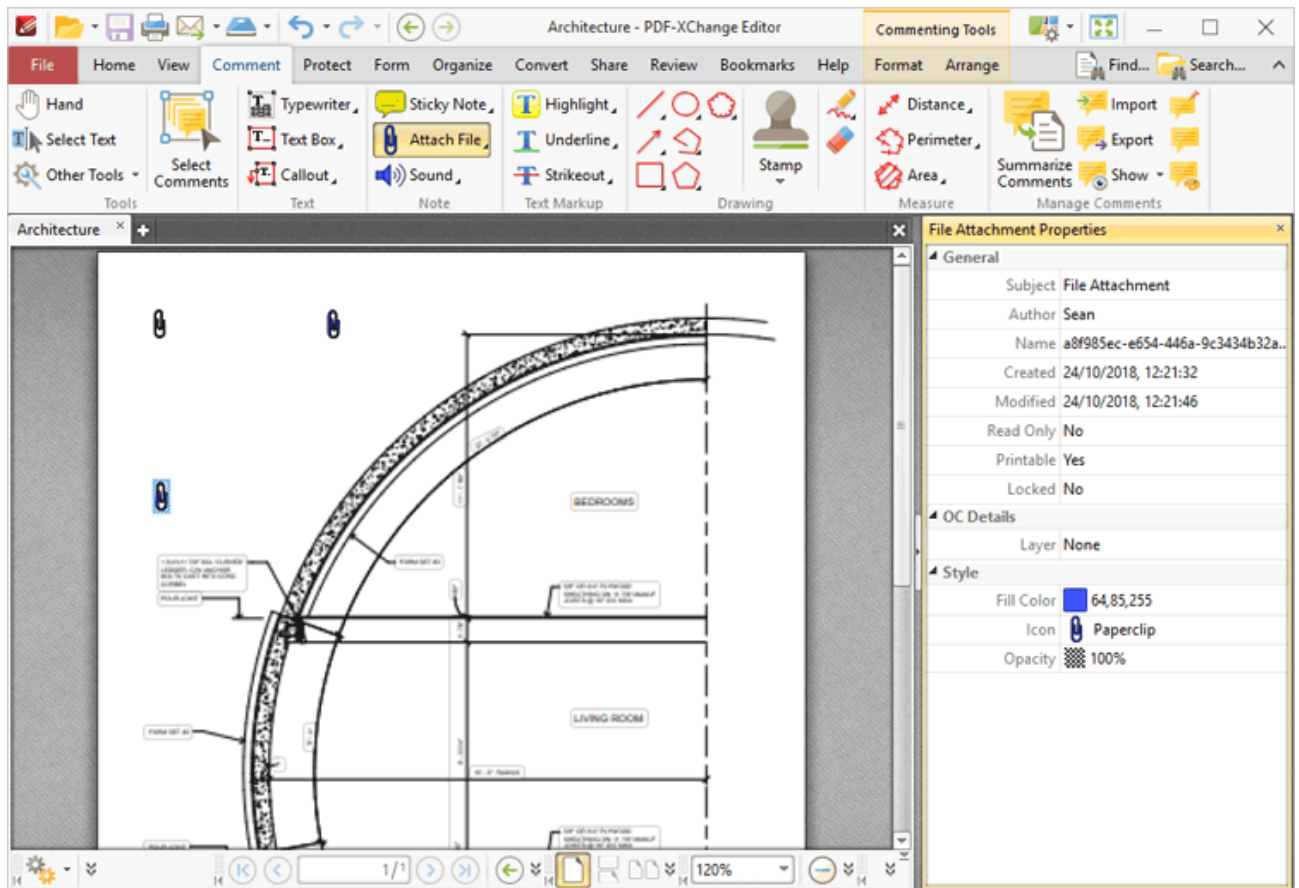 Architecture - PDF-XChange Editor
Commenting Tools
File Home View Comment Protect Form Organize Convert Share Review Bookmarks Help Format Arrange Find... Search...
Hand
Select Text
Other Tools
Tools
Select
Comments
Typewriter
Text Box
Callout
Text
Sticky Note
Attach File
Sound
Note
Highlight
Underline
Strikeout
Text Markup
Stamp
Drawing
Distance
Perimeter
Area
Measure
Summarize
Comments
Import
Export
Show
Manage Comments
Architecture
BEDROOMS
FORM SET #3
LIVING ROOM
1/1
120%
File Attachment Properties
General
Subject File Attachment
Author Sean
Name a8f985ec-e654-446a-9c3434b32a..
Created 24/10/2018, 12:21:32
Modified 24/10/2018, 12:21:46
Read Only No
Printable Yes
Locked No
OC Details
Layer None
Style
Fill Color 64,85,255
Icon Paperclip
Opacity 100%